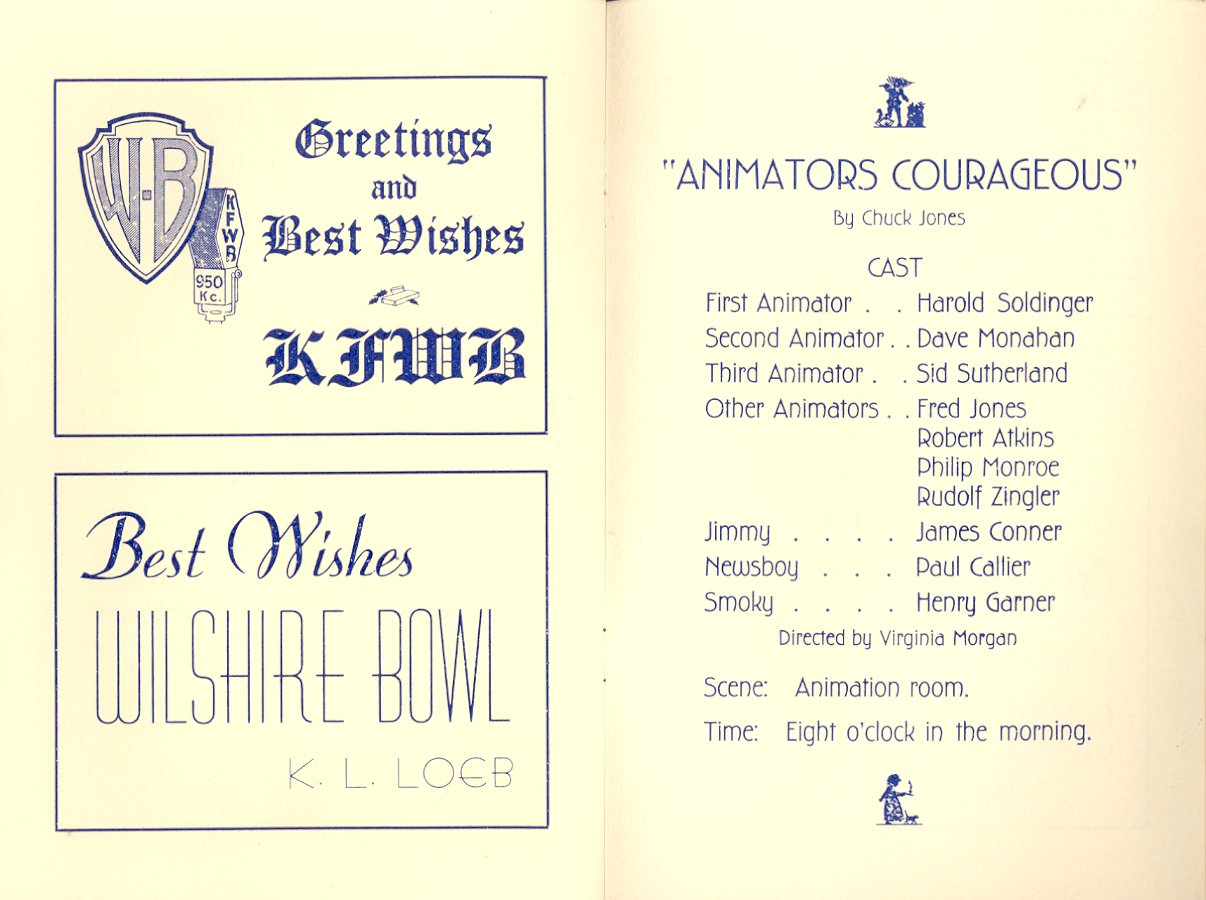 W-B
KFWB
950
Kc.
Greetings
and
Best Wishes
KFWB
Best Wishes
WILSHIRE BOWL
K. L. LOEB
"ANIMATORS COURAGEOUS"
By Chuck Jones
CAST
First Animator . . Harold Soldinger
Second Animator . . Dave Monahan
Third Animator . . Sid Sutherland
Other Animators . . Fred Jones
Robert Atkins
Philip Monroe
Rudolf Zingler
Jimmy . . . . James Conner
Newsboy . . . Paul Callier
Smoky . . . . Henry Garner
Directed by Virginia Morgan
Scene: Animation room.
Time: Eight o'clock in the morning.